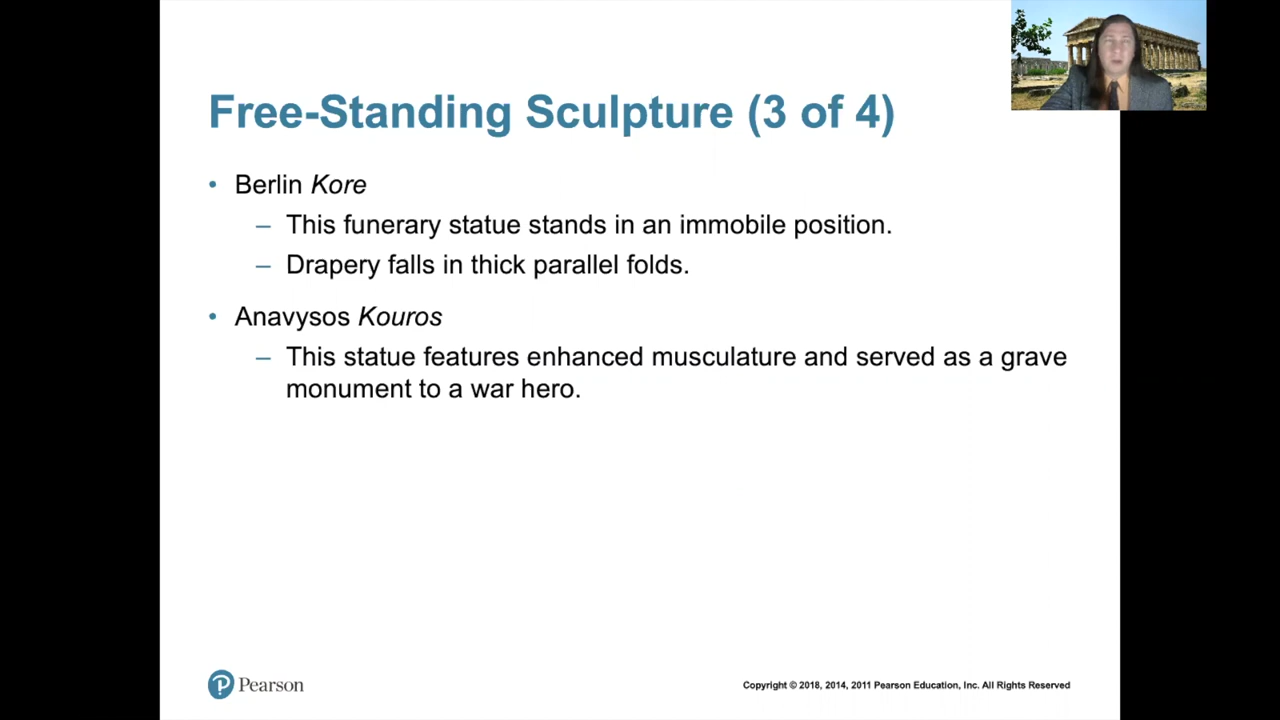 Free-Standing Sculpture (3 of 4)
• Berlin Kore
– This funerary statue stands in an immobile position.
– Drapery falls in thick parallel folds.
• Anavysos Kouros
– This statue features enhanced musculature and served as a grave
monument to a war hero.
Pearson
Copyright © 2018, 2014, 2011 Pearson Education, Inc. All Rights Reserved